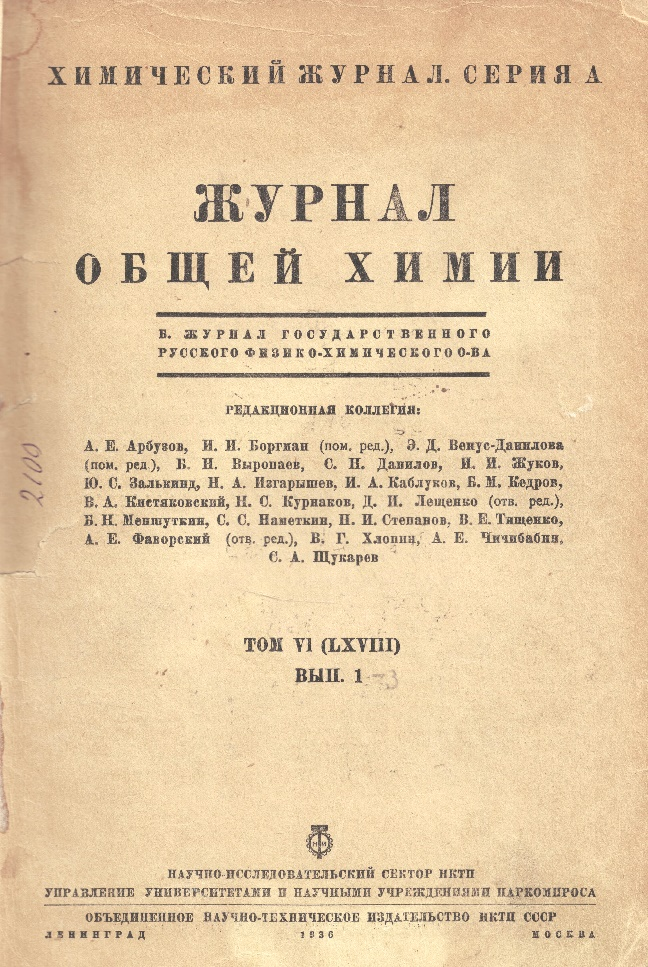 ХИМИЧЕСКИЙ ЖУРНАЛ. СЕРИЯ А
ЖУРНАЛ
ОБЩЕЙ ХИМИИ
Б. ЖУРНАЛ ГОСУДАРСТВЕННОГО
РУССКОГО ФИЗИКО-ХИМИЧЕСКОГО О-ВА
РЕДАКЦИОННАЯ КОЛЛЕГИЯ:
А. Е. Арбузов, И. И. Боргман (пом. ред.), Э. Д. Венус-Данилова
(пом. ред.), Б. Н. Выропаев, С. Н. Данилов, И. И. Жуков,
Ю. С. Залькинд, Н. А. Изгарышев, И. А. Каблуков, Б. М. Кедров,
В. А. Кистяковский, Н. С. Курнаков, Д. И. Лещенко (отв. ред.),
Б. Н. Меншуткин, С. С. Наметкин, Н. И. Степанов, В. Е. Тищенко,
А. Е. Фаворский (отв. ред.), В. Г. Хлопин, А. Е. Чичибабин,
С. А. Щукарев
2100
ТОМ VI (LXVIII)
ВЫП. 1-3
НАУЧНО-ИССЛЕДОВАТЕЛЬСКИЙ СЕКТОР НКТП
УПРАВЛЕНИЕ УНИВЕРСИТЕТАМИ И НАУЧНЫМИ УЧРЕЖДЕНИЯМИ НАРКОМПРОСА
ОБЪЕДИНЕННОЕ НАУЧНО-ТЕХНИЧЕСКОЕ ИЗДАТЕЛЬСТВО НКТП СССР
ЛЕНИНГРАД 1936 МОСКВА